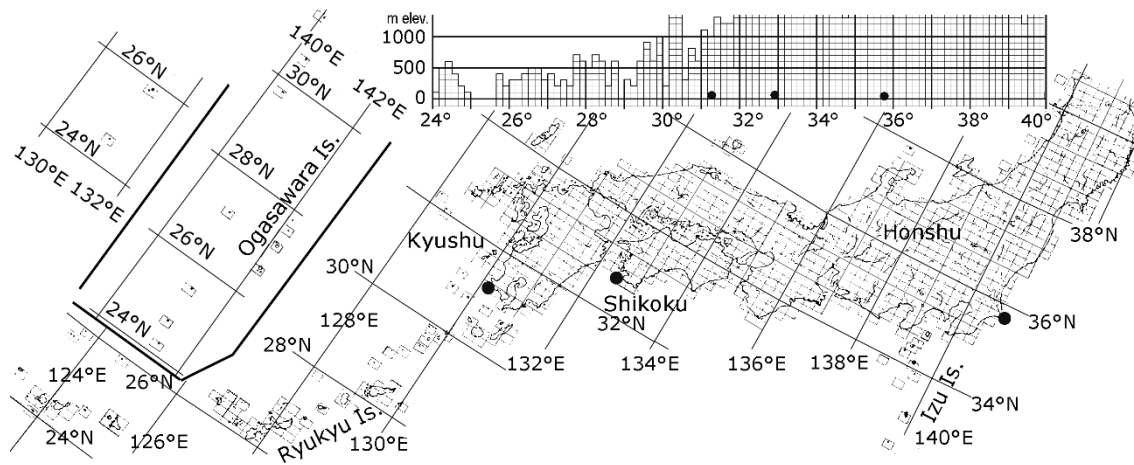 m elev.
1000
500
0
24° 26° 28° 30° 32° 34° 36° 38° 40°
26°N
24°N
130°E 132°E
140°E
30°N
142°E
28°N
Ogasawara Is.
26°N
24°N
Kyushu
30°N
128°E
28°N
Honshu
38°N
Shikoku
32°N
36°N
132°E
134°E
136°E
138°E
34°N
Izu Is.
140°E
124°E
26°N
24°N
126°E
Ryukyu Is.
130°E